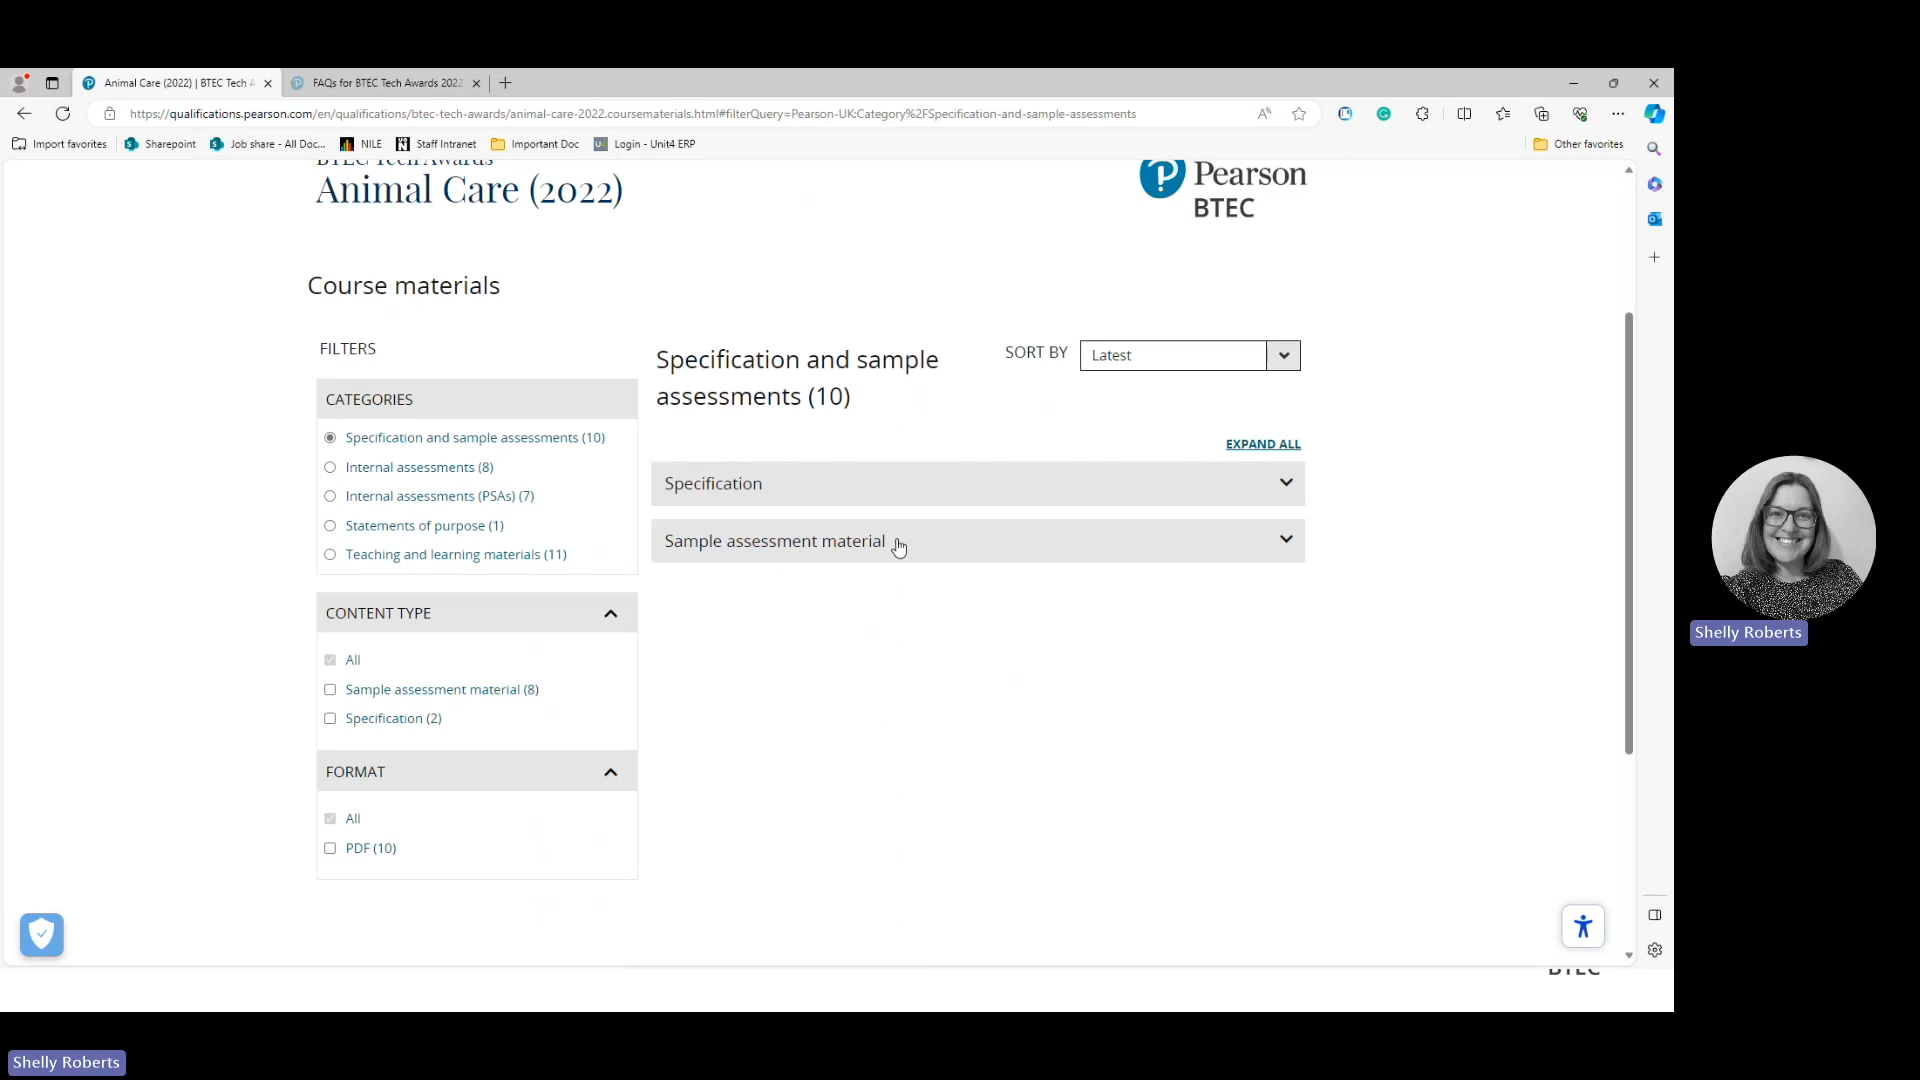 Animal Care (2022) | BTEC Tech A
FAQs for BTEC Tech Awards 2022
https://qualifications.pearson.com/en/qualifications/btec-tech-awards/animal-care-2022.coursematerials.html#filterQuery=Pearson-UK:Category%2FSpecification-and-sample-assessments
Import favorites
Sharepoint
Job share - All Doc...
NILE
Staff Intranet
Important Doc
Login - Unit4 ERP
Other favorites
BTEC Tech Awards
Animal Care (2022)
Pearson
BTEC
Course materials
FILTERS
CATEGORIES
Specification and sample assessments (10)
Internal assessments (8)
Internal assessments (PSAs) (7)
Statements of purpose (1)
Teaching and learning materials (11)
CONTENT TYPE
All
Sample assessment material (8)
Specification (2)
FORMAT
All
PDF (10)
Specification and sample
assessments (10)
SORT BY
Latest
EXPAND ALL
Specification
Sample assessment material
BTEC
Shelly Roberts
Shelly Roberts